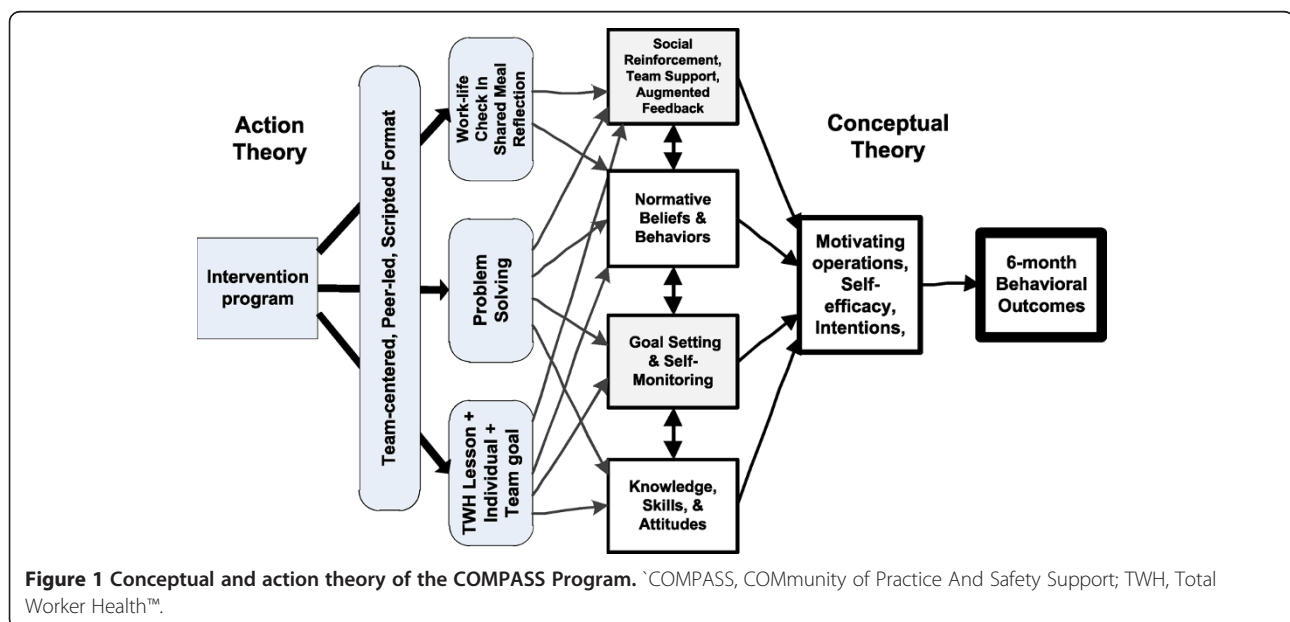 Action
Theory
Intervention
program
Team-centered, Peer-led, Scripted Format
Work-life
Check In
Shared Meal
Reflection
Problem
Solving
TWH Lesson +
Individual +
Team goal
Social
Reinforcement,
Team Support,
Augmented
Feedback
Normative
Beliefs &
Behaviors
Goal Setting
& Self-
Monitoring
Knowledge,
Skills, &
Attitudes
Conceptual
Theory
Motivating
operations,
Self-
efficacy,
Intentions,
6-month
Behavioral
Outcomes
Figure 1 Conceptual and action theory of the COMPASS Program. `COMPASS, COMmunity of Practice And Safety Support; TWH, Total
Worker Health™.